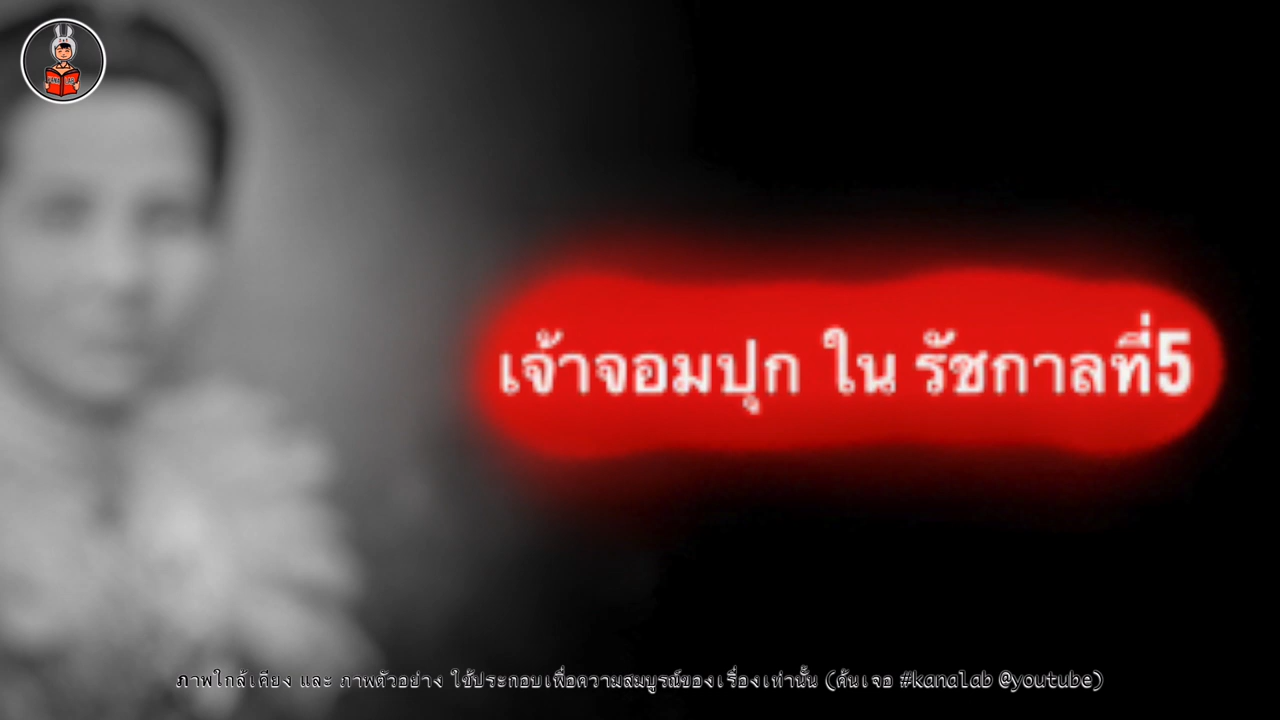 เจ้าจอมปุก ใน รัชกาลที่5
ภาพใกล้เคียง และ ภาพตัวอย่าง ใช้ประกอบเพื่อความสมบูรณ์ของเรื่องเท่านั้น (ค้นเจอ #kanalab @youtube)